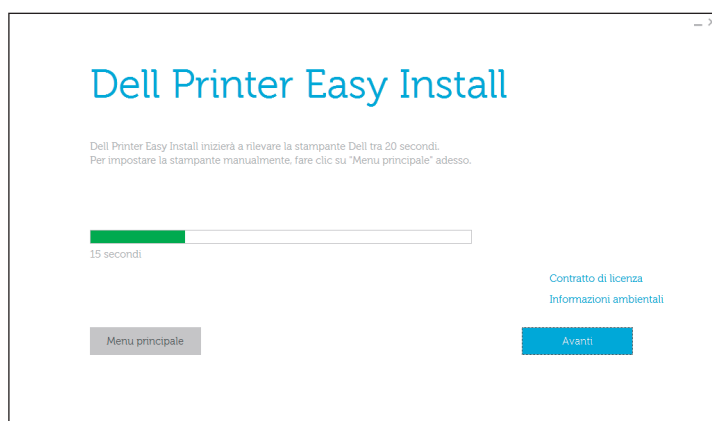 Dell Printer Easy Install
Dell Printer Easy Install inizierà a rilevare la stampante Dell tra 20 secondi.
Per impostare la stampante manualmente, fare clic su "Menu principale" adesso.
15 secondi
Contratto di licenza
Informazioni ambientali
Menu principale
Avanti